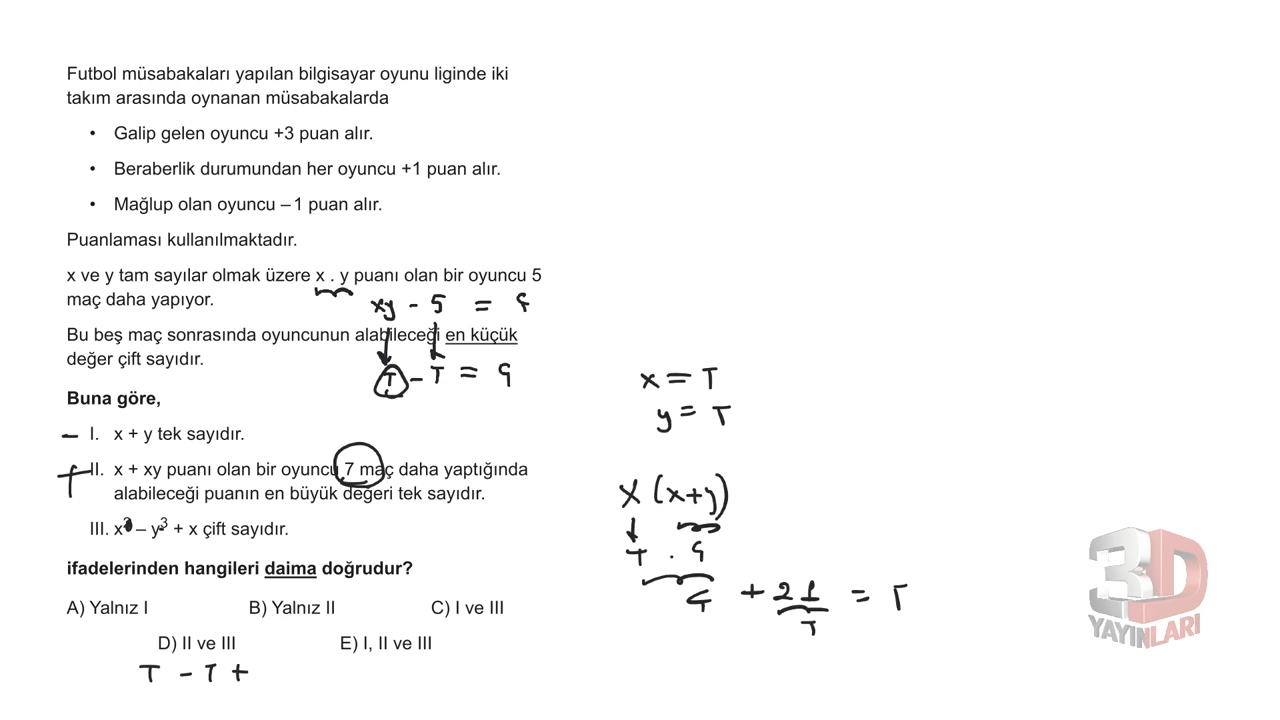 Futbol müsabakaları yapılan bilgisayar oyunu liginde iki
takım arasında oynanan müsabakalarda
• Galip gelen oyuncu +3 puan alır.
• Beraberlik durumundan her oyuncu +1 puan alır.
• Mağlup olan oyuncu – 1 puan alır.
Puanlaması kullanılmaktadır.
x ve y tam sayılar olmak üzere x . y puanı olan bir oyuncu 5
maç daha yapıyor.
xy - 5 = ç
Bu beş maç sonrasında oyuncunun alabileceği en küçük
değer çift sayıdır.
T - T = Ç
Buna göre,
I. x + y tek sayıdır.
II. x + xy puanı olan bir oyuncu 7 maç daha yaptığında
alabileceği puanın en büyük değeri tek sayıdır.
III. x – y³ + x çift sayıdır.
ifadelerinden hangileri daima doğrudur?
A) Yalnız I B) Yalnız II C) I ve III
D) II ve III E) I, II ve III
T - T +
x = T
y = T
x (x+y)
T . Ç
Ç + 21 = T
T
3D
YAYINLARI